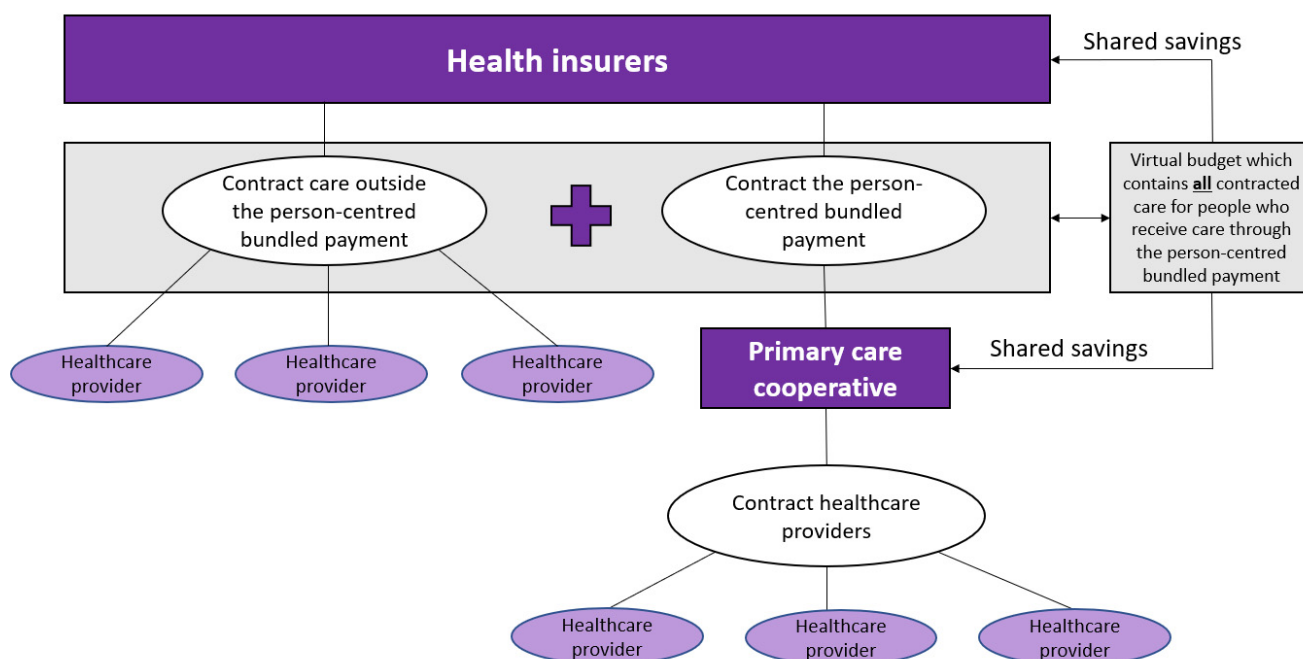 Health insurers
Shared savings
Contract care outside
the person-centred
bundled payment
Contract the person-
centred bundled
payment
Virtual budget which
contains all contracted
care for people who
receive care through
the person-centred
bundled payment
Healthcare
provider
Healthcare
provider
Healthcare
provider
Primary care
cooperative
Shared savings
Contract healthcare
providers
Healthcare
provider
Healthcare
provider
Healthcare
provider